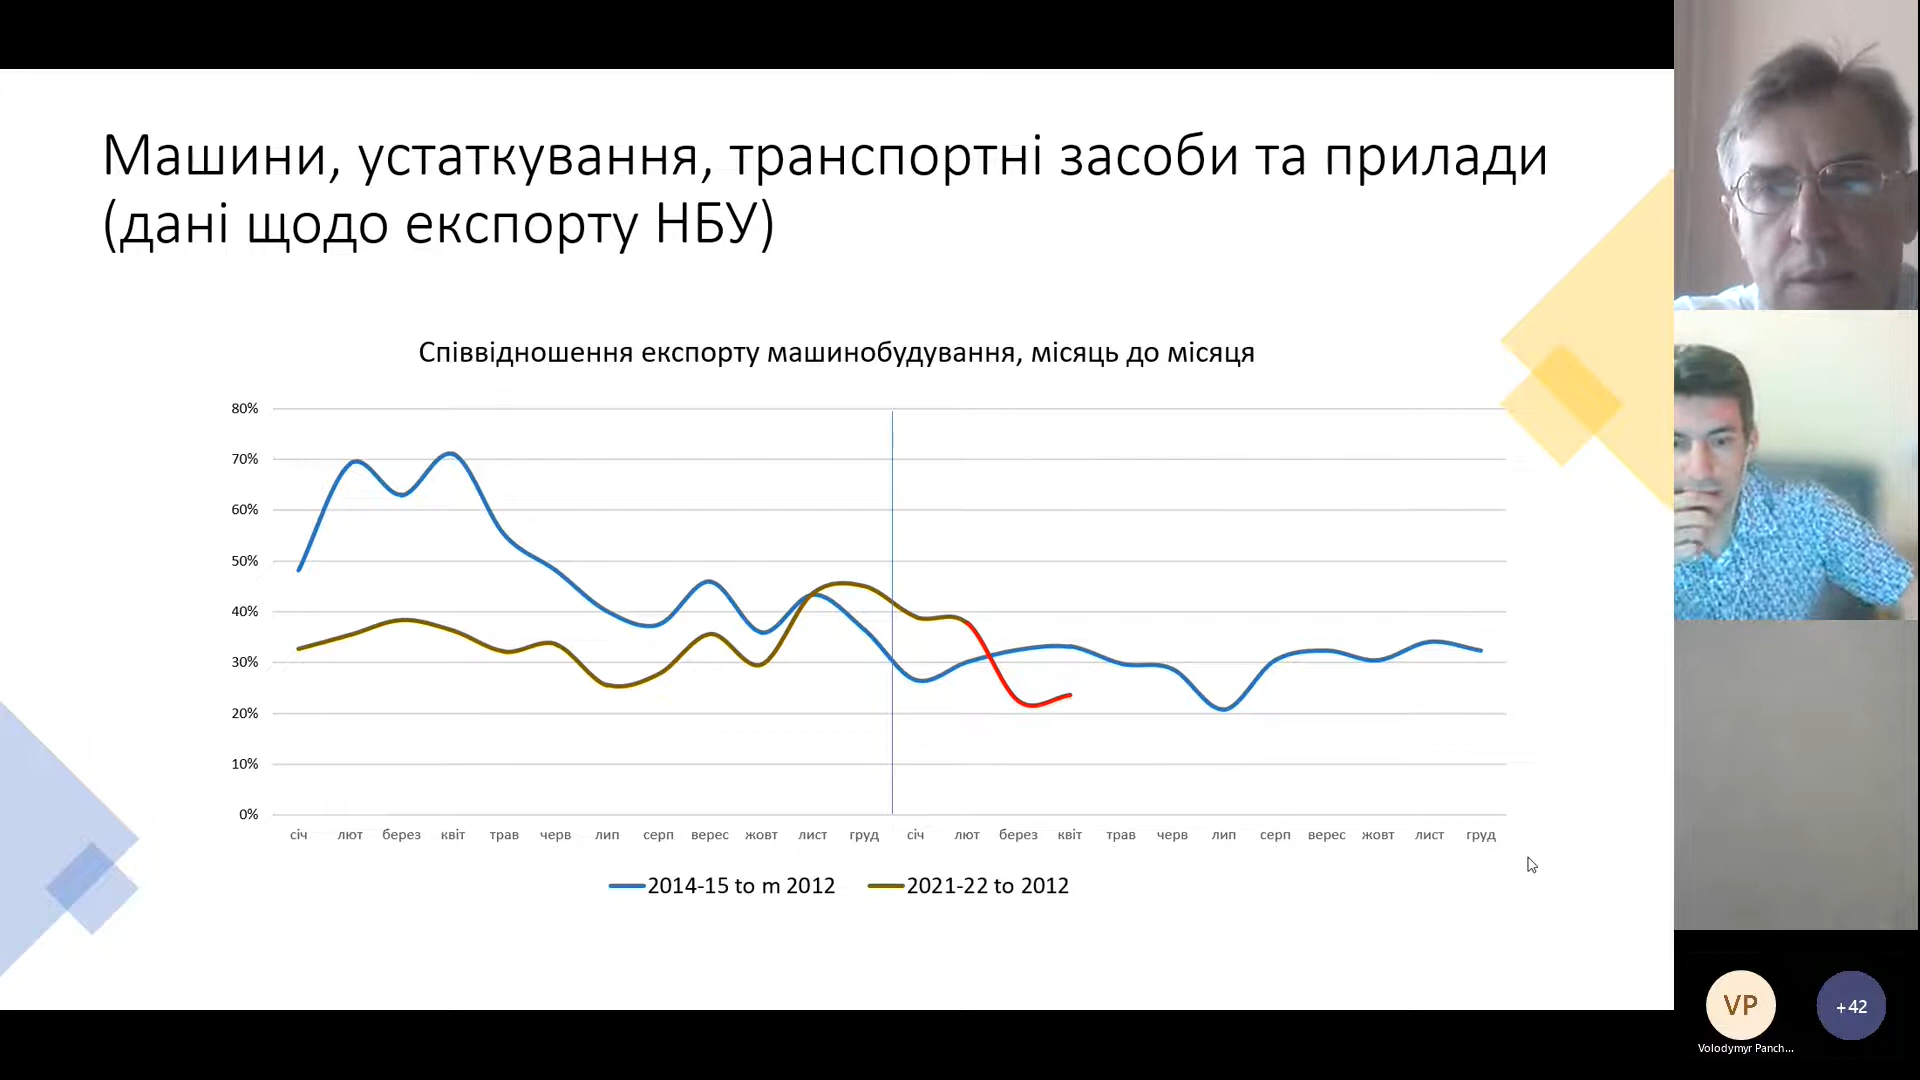 Машини, устаткування, транспортні засоби та прилади
(дані щодо експорту НБУ)
Співвідношення експорту машинобудування, місяць до місяця
80%
70%
60%
50%
40%
30%
20%
10%
0%
січ лют берез квіт трав черв лип серп верес жовт лист груд січ лют берез квіт трав черв лип серп верес жовт лист груд
2014-15 to m 2012 2021-22 to 2012
VP +42
Volodymyr Panch...